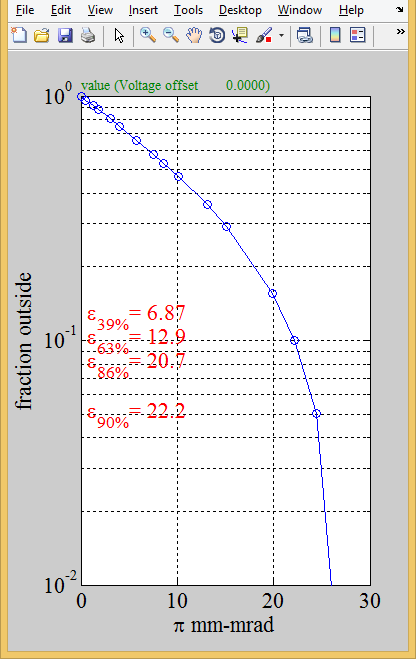 File Edit View Insert Tools Desktop Window Help
value (Voltage offset 0.0000)
10^0
fraction outside
ε39% = 6.87
10^-1
ε63% = 12.9
ε86% = 20.7
ε90% = 22.2
10^-2
0 10 20 30
π mm-mrad